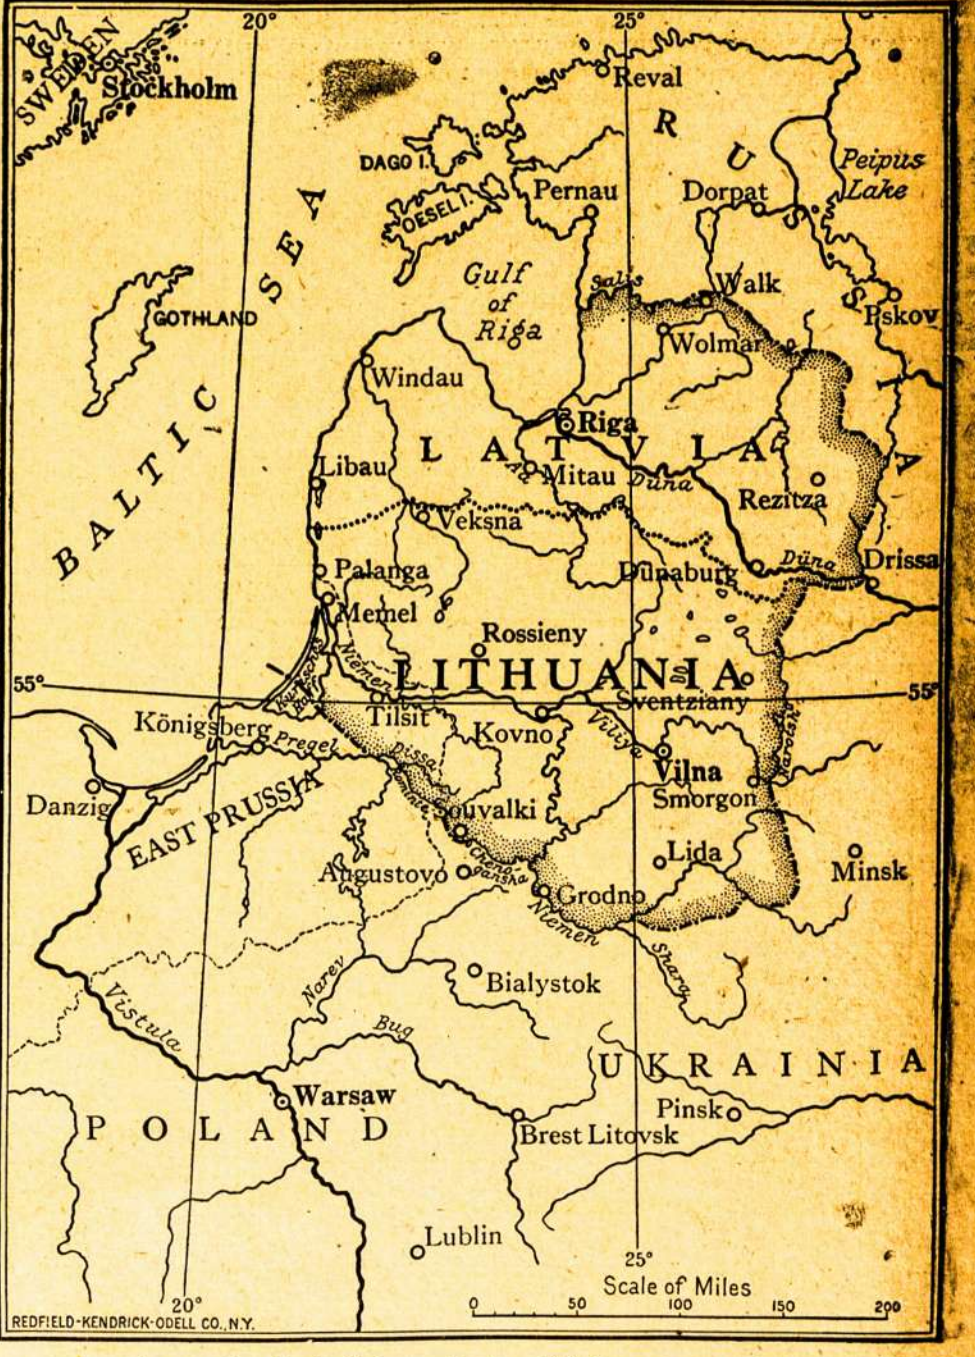 20°
25°
SWEDEN
Stockholm
Reval
R U S S I A
DAGO I.
Peipus
Lake
OESEL I.
Pernau
Dorpat
BALTIC SEA
Gulf
of
Riga
Salis
Walk
GOTHLAND
Pskov
Wolmar
Windau
Riga
LATVIA
Libau
Aa
Mitau
Düna
Rezitza
Veksna
Palanga
Dünaburg
Düna
Drissa
Memel
Rossieny
Niemen
LITHUANIA
55°
55°
Sventziany
Tilsit
Königsberg
Pregel
Kovno
Viliya
Vilna
Smorgon
Danzig
EAST PRUSSIA
Souvalki
Augustovo
Lida
Minsk
Grodno
Niemen
Shara
Narev
Bialystok
Vistula
Bug
UKRAINIA
Warsaw
Pinsk
POLAND
Brest Litovsk
Lublin
25°
Scale of Miles
20°
0 50 100 150 200
REDFIELD-KENDRICK-ODELL CO., N.Y.